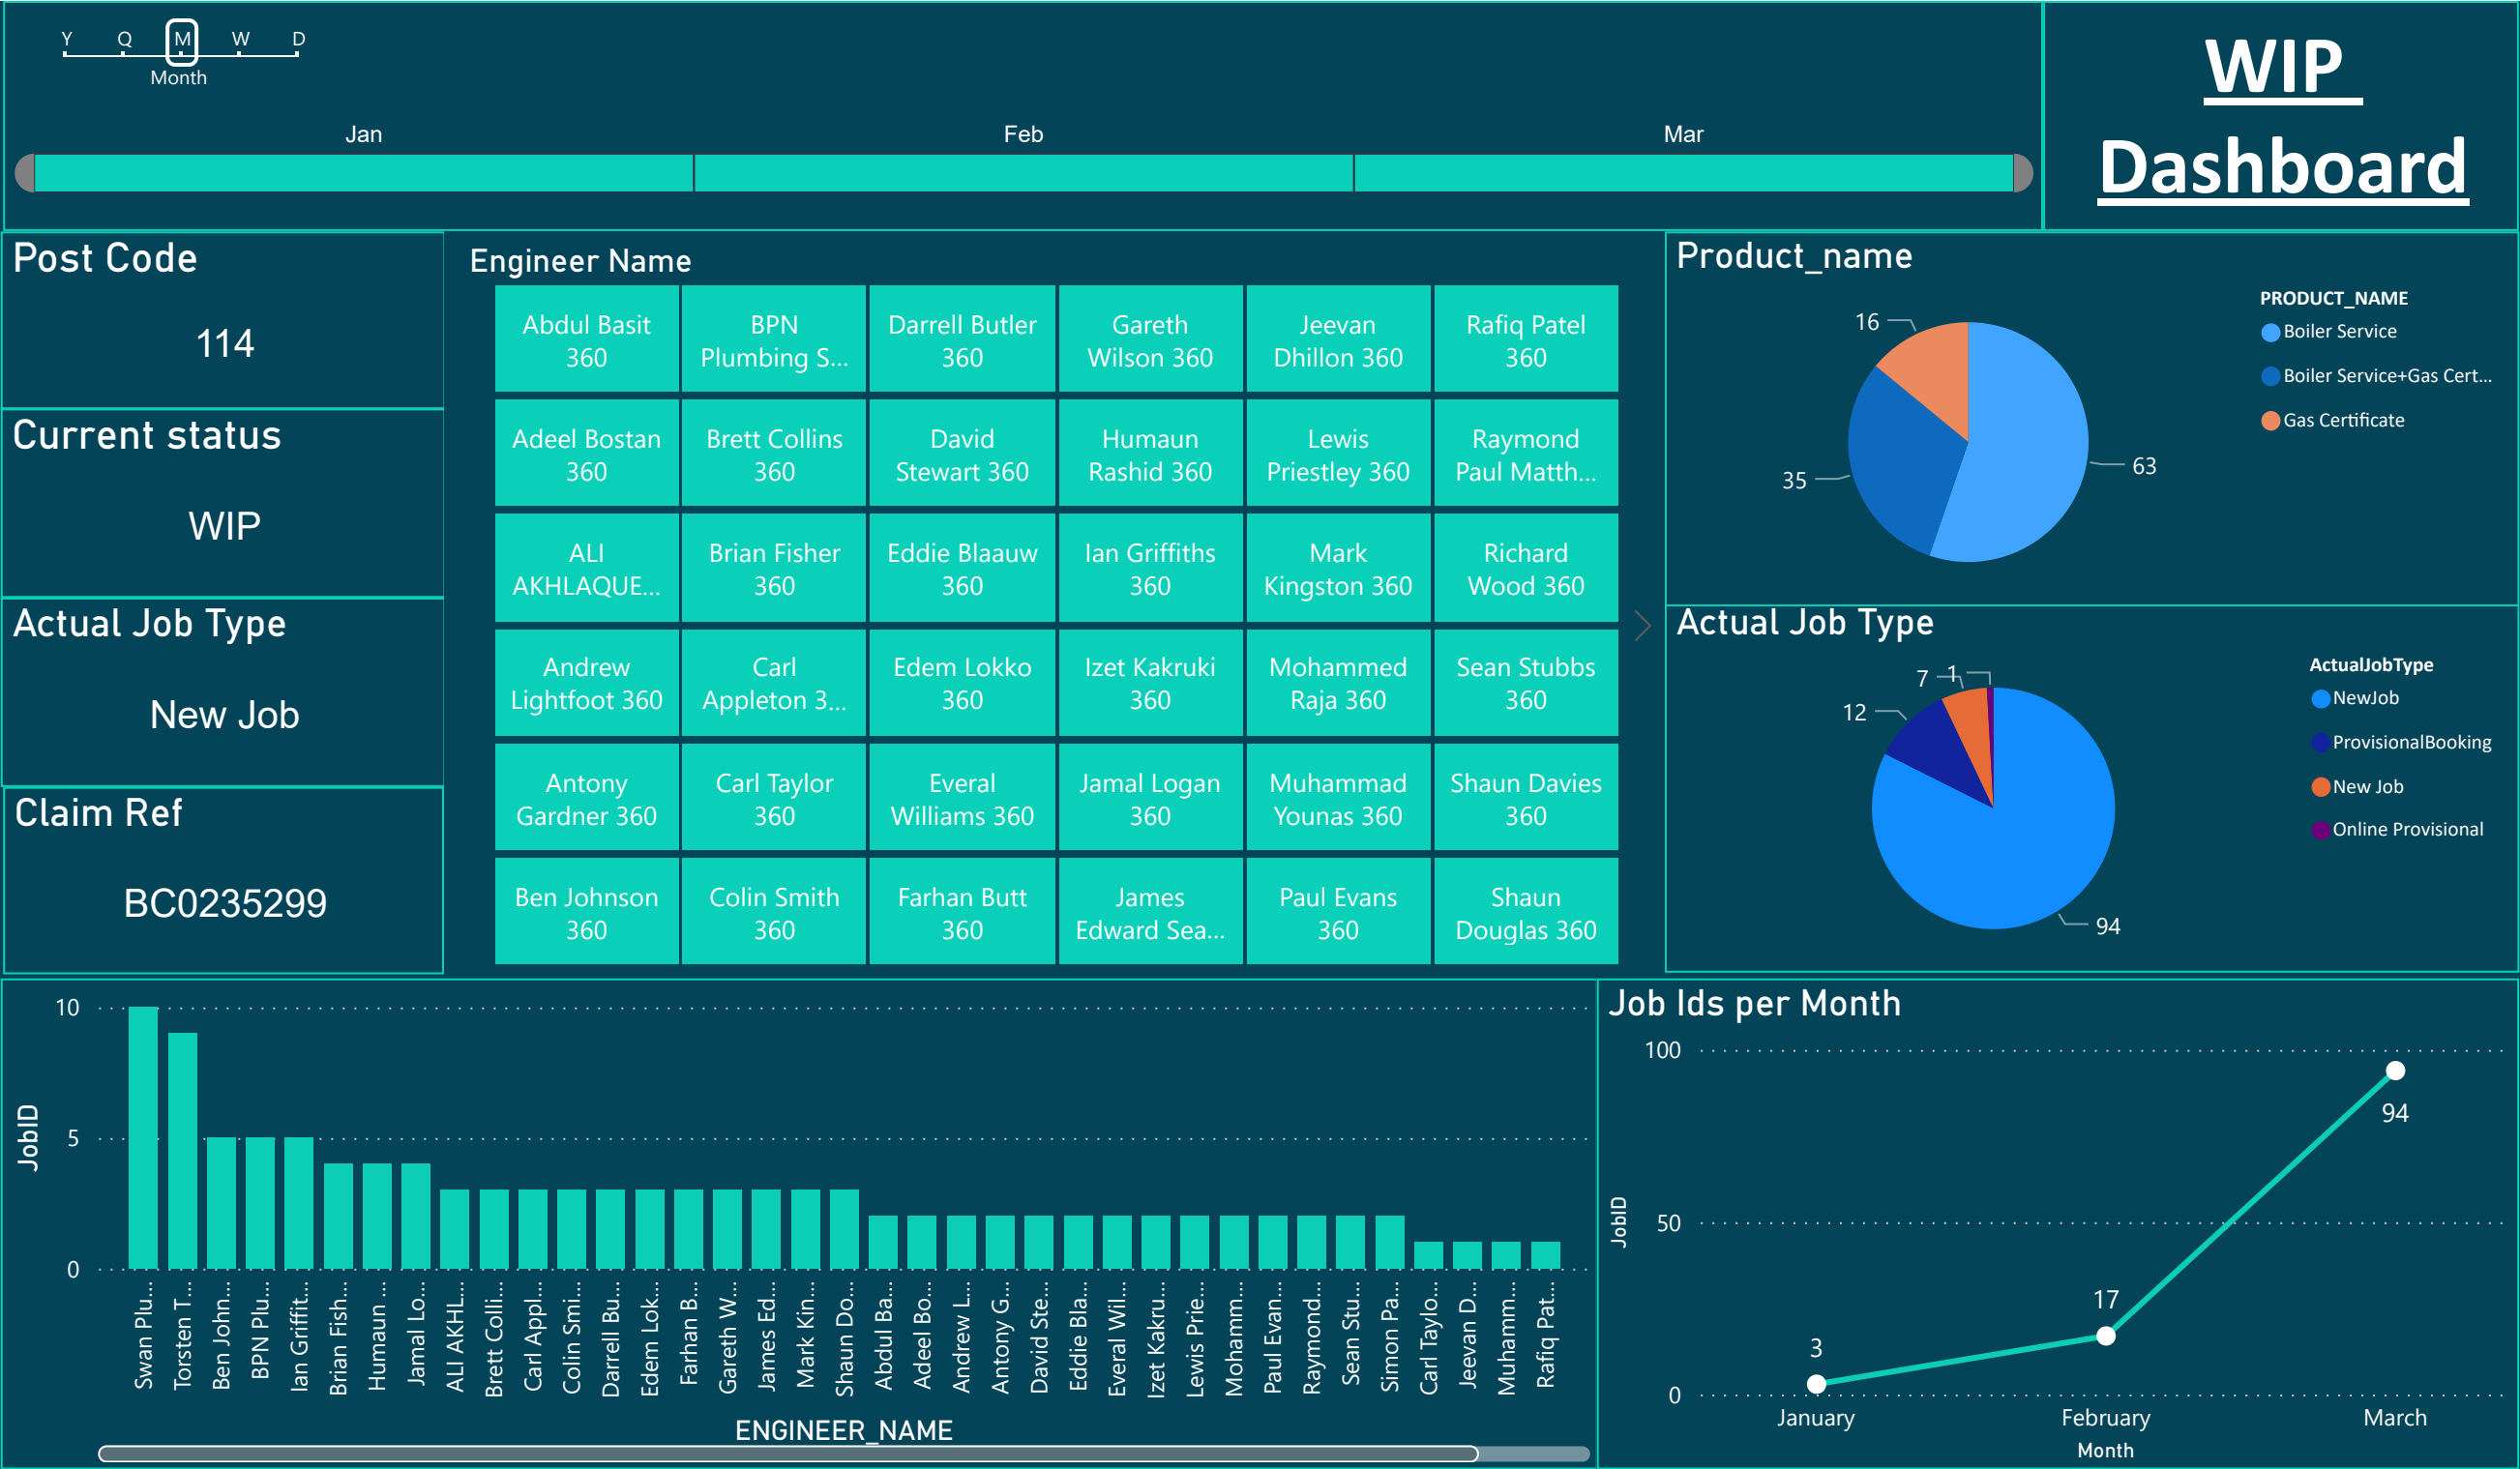 Y Q M W D
Month
Jan Feb Mar
WIP
Dashboard
Post Code
114
Current status
WIP
Actual Job Type
New Job
Claim Ref
BC0235299
Engineer Name
Abdul Basit
360
BPN
Plumbing S...
Darrell Butler
360
Gareth
Wilson 360
Jeevan
Dhillon 360
Rafiq Patel
360
Adeel Bostan
360
Brett Collins
360
David
Stewart 360
Humaun
Rashid 360
Lewis
Priestley 360
Raymond
Paul Matth...
ALI
AKHLAQUE...
Brian Fisher
360
Eddie Blaauw
360
Ian Griffiths
360
Mark
Kingston 360
Richard
Wood 360
Andrew
Lightfoot 360
Carl
Appleton 3...
Edem Lokko
360
Izet Kakruki
360
Mohammed
Raja 360
Sean Stubbs
360
Antony
Gardner 360
Carl Taylor
360
Everal
Williams 360
Jamal Logan
360
Muhammad
Younas 360
Shaun Davies
360
Ben Johnson
360
Colin Smith
360
Farhan Butt
360
James
Edward Sea...
Paul Evans
360
Shaun
Douglas 360
Product_name
16
35
63
PRODUCT_NAME
Boiler Service
Boiler Service+Gas Cert...
Gas Certificate
Actual Job Type
7
1
12
94
ActualJobType
NewJob
ProvisionalBooking
New Job
Online Provisional
JobID
10
5
0
Swan Plu...
Torsten T...
Ben John...
BPN Plu...
Ian Griffit...
Brian Fish...
Humaun ...
Jamal Lo...
ALI AKHL...
Brett Colli...
Carl Appl...
Colin Smi...
Darrell Bu...
Edem Lok...
Farhan B...
Gareth W...
James Ed...
Mark Kin...
Shaun Do...
Abdul Ba...
Adeel Bo...
Andrew L...
Antony G...
David Ste...
Eddie Bla...
Everal Wil...
Izet Kakru...
Lewis Prie...
Mohamm...
Paul Evan...
Raymond...
Sean Stu...
Simon Pa...
Carl Taylo...
Jeevan D...
Muhamm...
Rafiq Pat...
ENGINEER_NAME
Job Ids per Month
JobID
100
50
0
3
17
94
January February March
Month